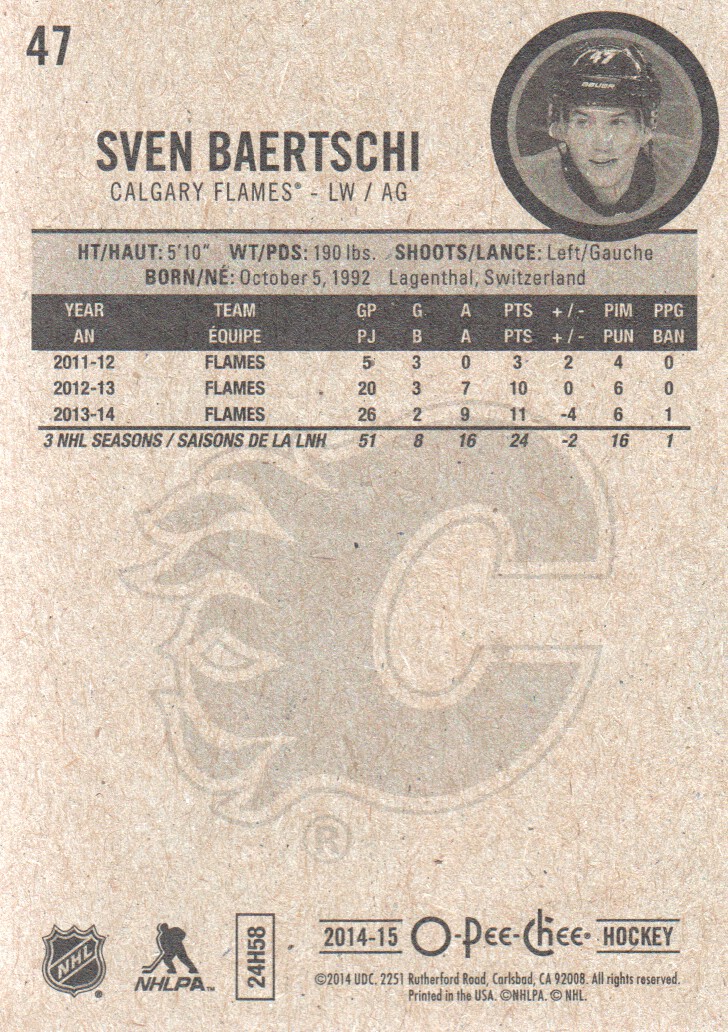 47
47
BAUER
SVEN BAERTSCHI
CALGARY FLAMES® - LW / AG
HT/HAUT: 5'10" WT/PDS: 190 lbs. SHOOTS/LANCE: Left/Gauche
BORN/NÉ: October 5, 1992 Lagenthal, Switzerland
YEAR TEAM GP G A PTS +/- PIM PPG
AN ÉQUIPE PJ B A PTS +/- PUN BAN
2011-12 FLAMES 5 3 0 3 2 4 0
2012-13 FLAMES 20 3 7 10 0 6 0
2013-14 FLAMES 26 2 9 11 -4 6 1
3 NHL SEASONS / SAISONS DE LA LNH 51 8 16 24 -2 16 1
®
NHL ®
NHLPA™
24H58
2014-15 O-Pee-Chee® HOCKEY
©2014 UDC. 2251 Rutherford Road, Carlsbad, CA 92008. All rights reserved.
Printed in the USA. ©NHLPA. © NHL.